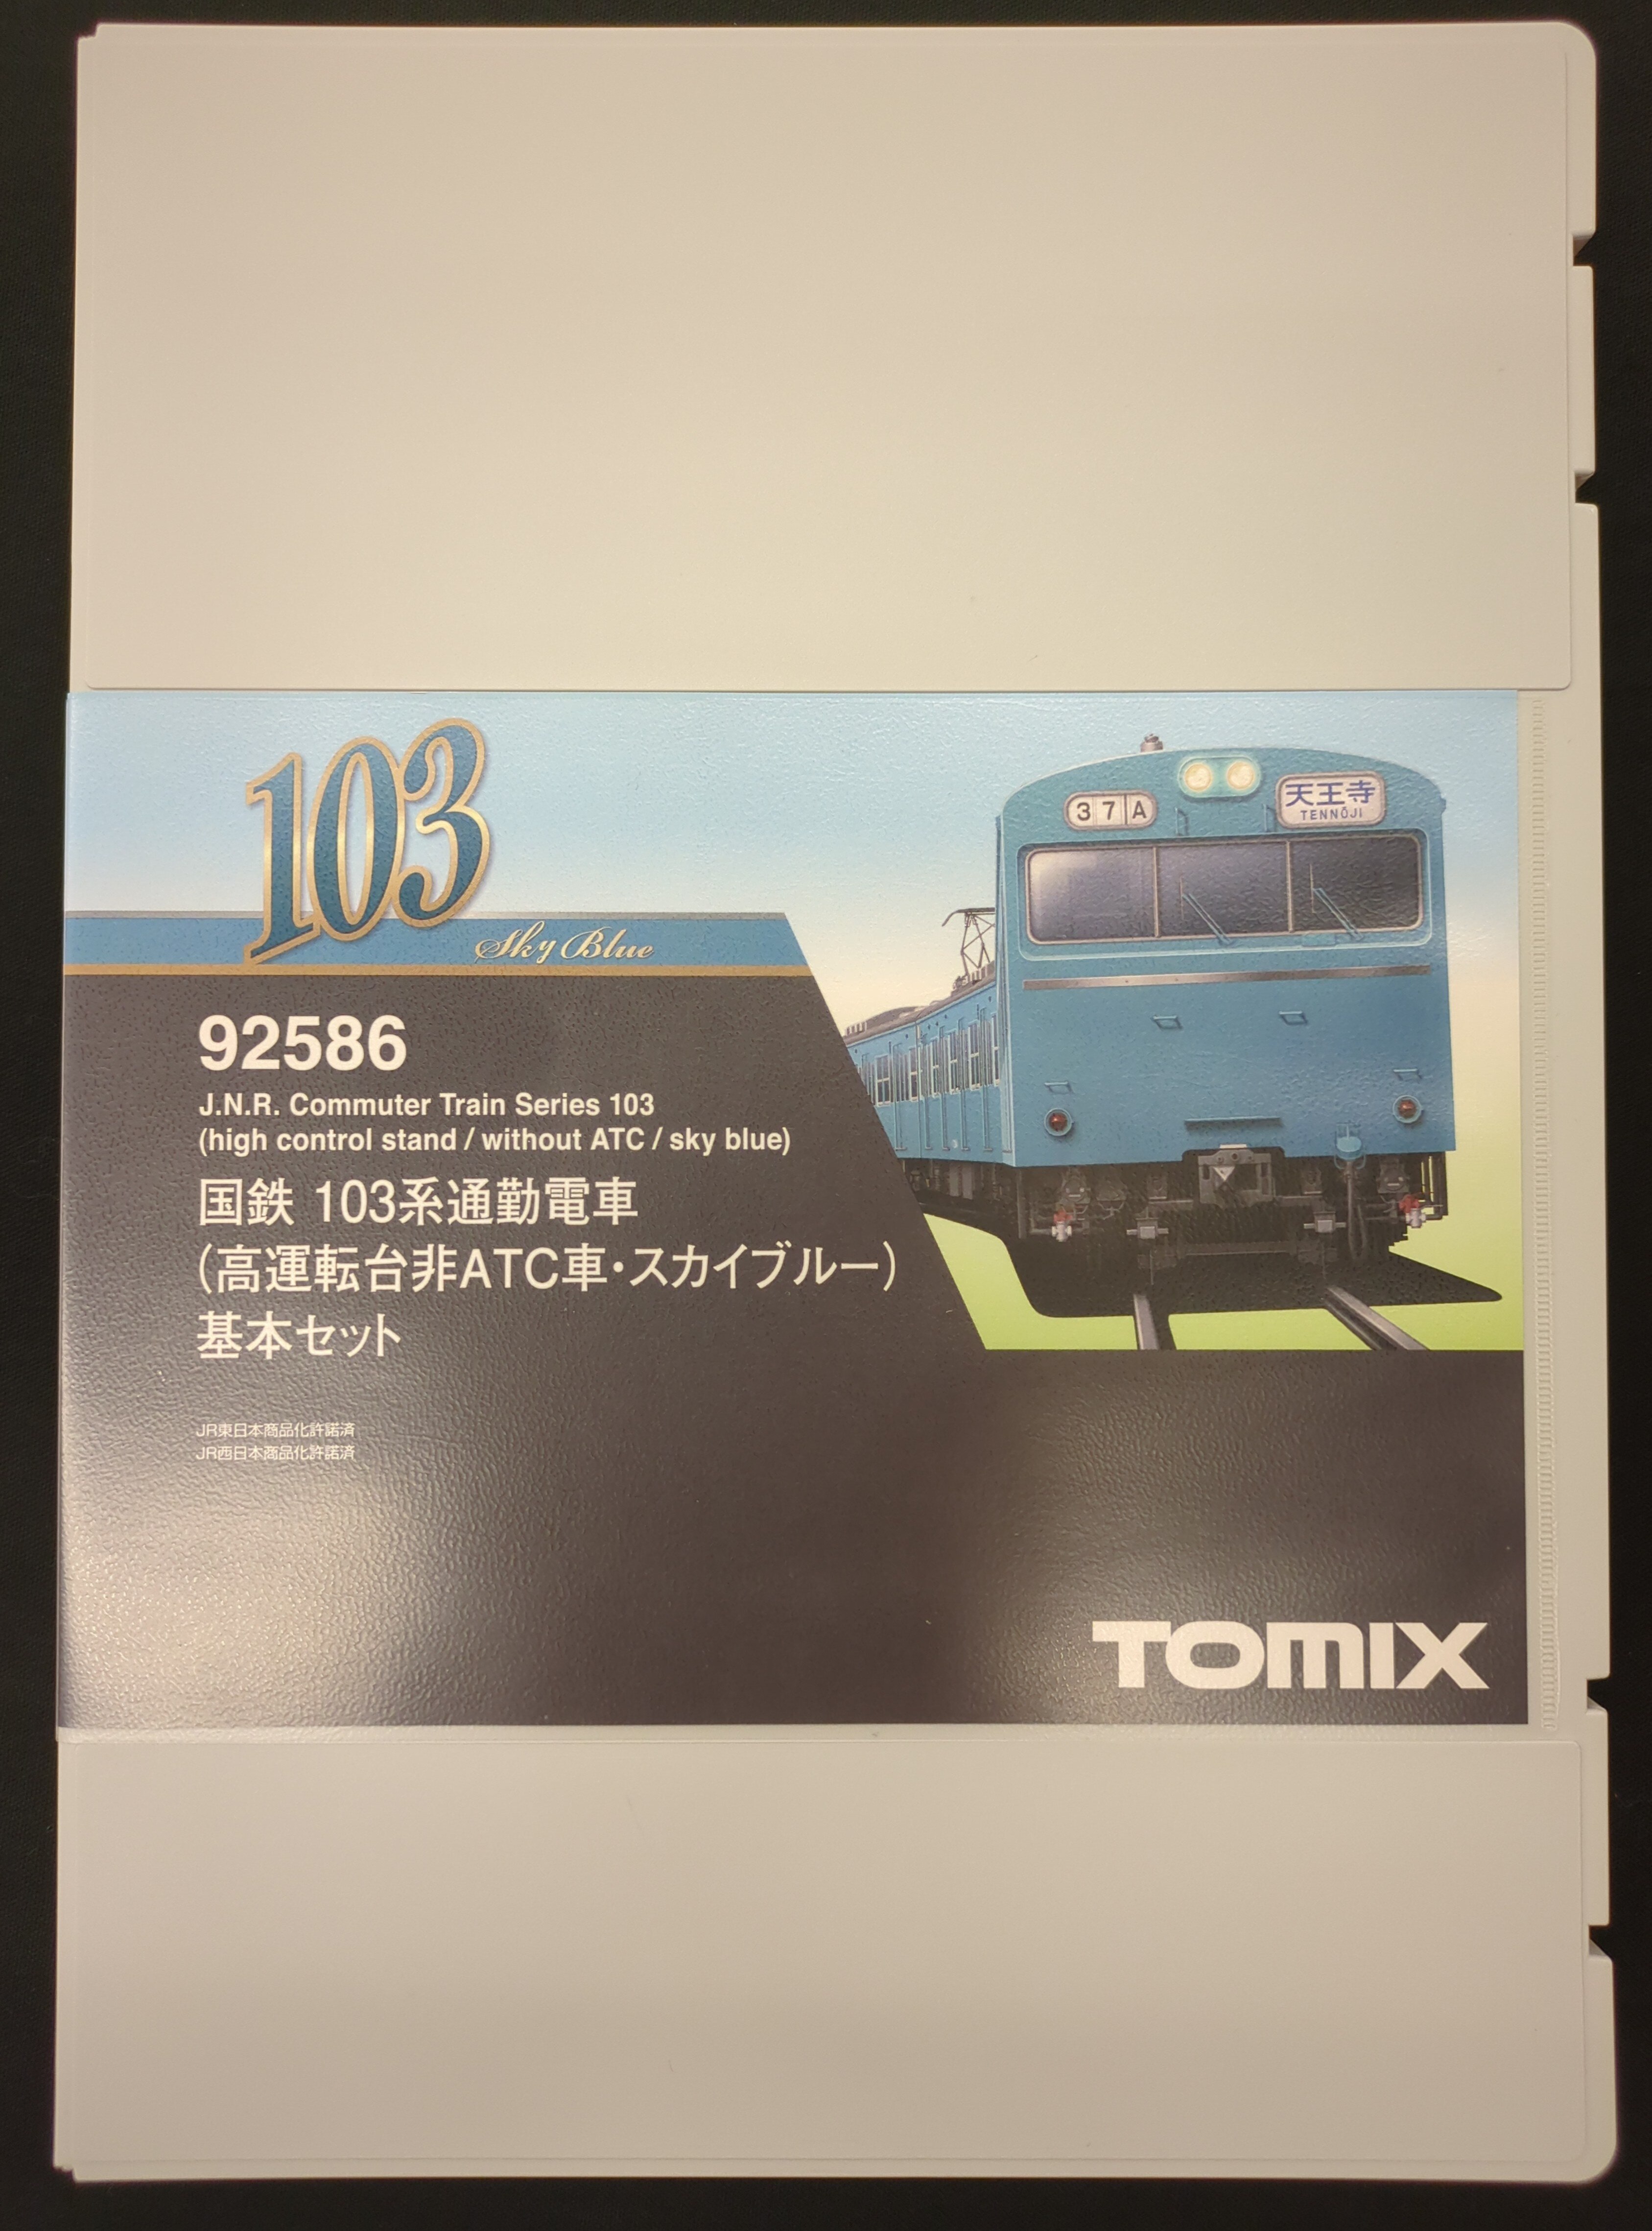 103
Sky Blue
37A
天王寺
TENNŌJI
92586
J.N.R. Commuter Train Series 103
(high control stand / without ATC / sky blue)
国鉄 103系通勤電車
(高運転台非ATC車・スカイブルー)
基本セット
JR東日本商品化許諾済
JR西日本商品化許諾済
TOMIX